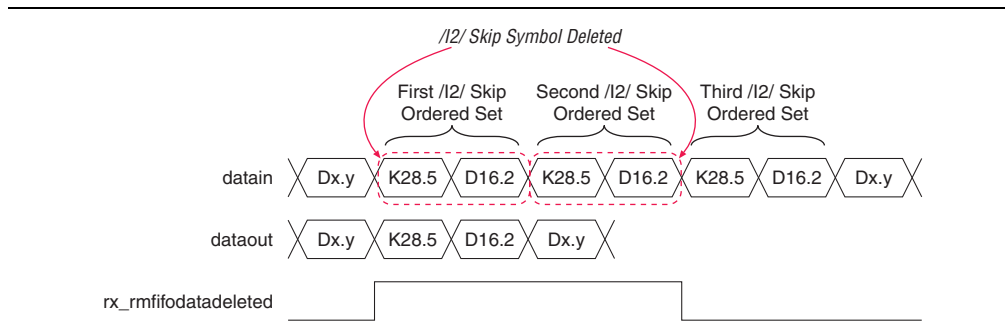 /I2/ Skip Symbol Deleted
First /I2/ Skip Second /I2/ Skip Third /I2/ Skip
Ordered Set Ordered Set Ordered Set
datain Dx.y K28.5 D16.2 K28.5 D16.2 K28.5 D16.2 Dx.y
dataout Dx.y K28.5 D16.2 Dx.y
rx_rmfifodatadeleted